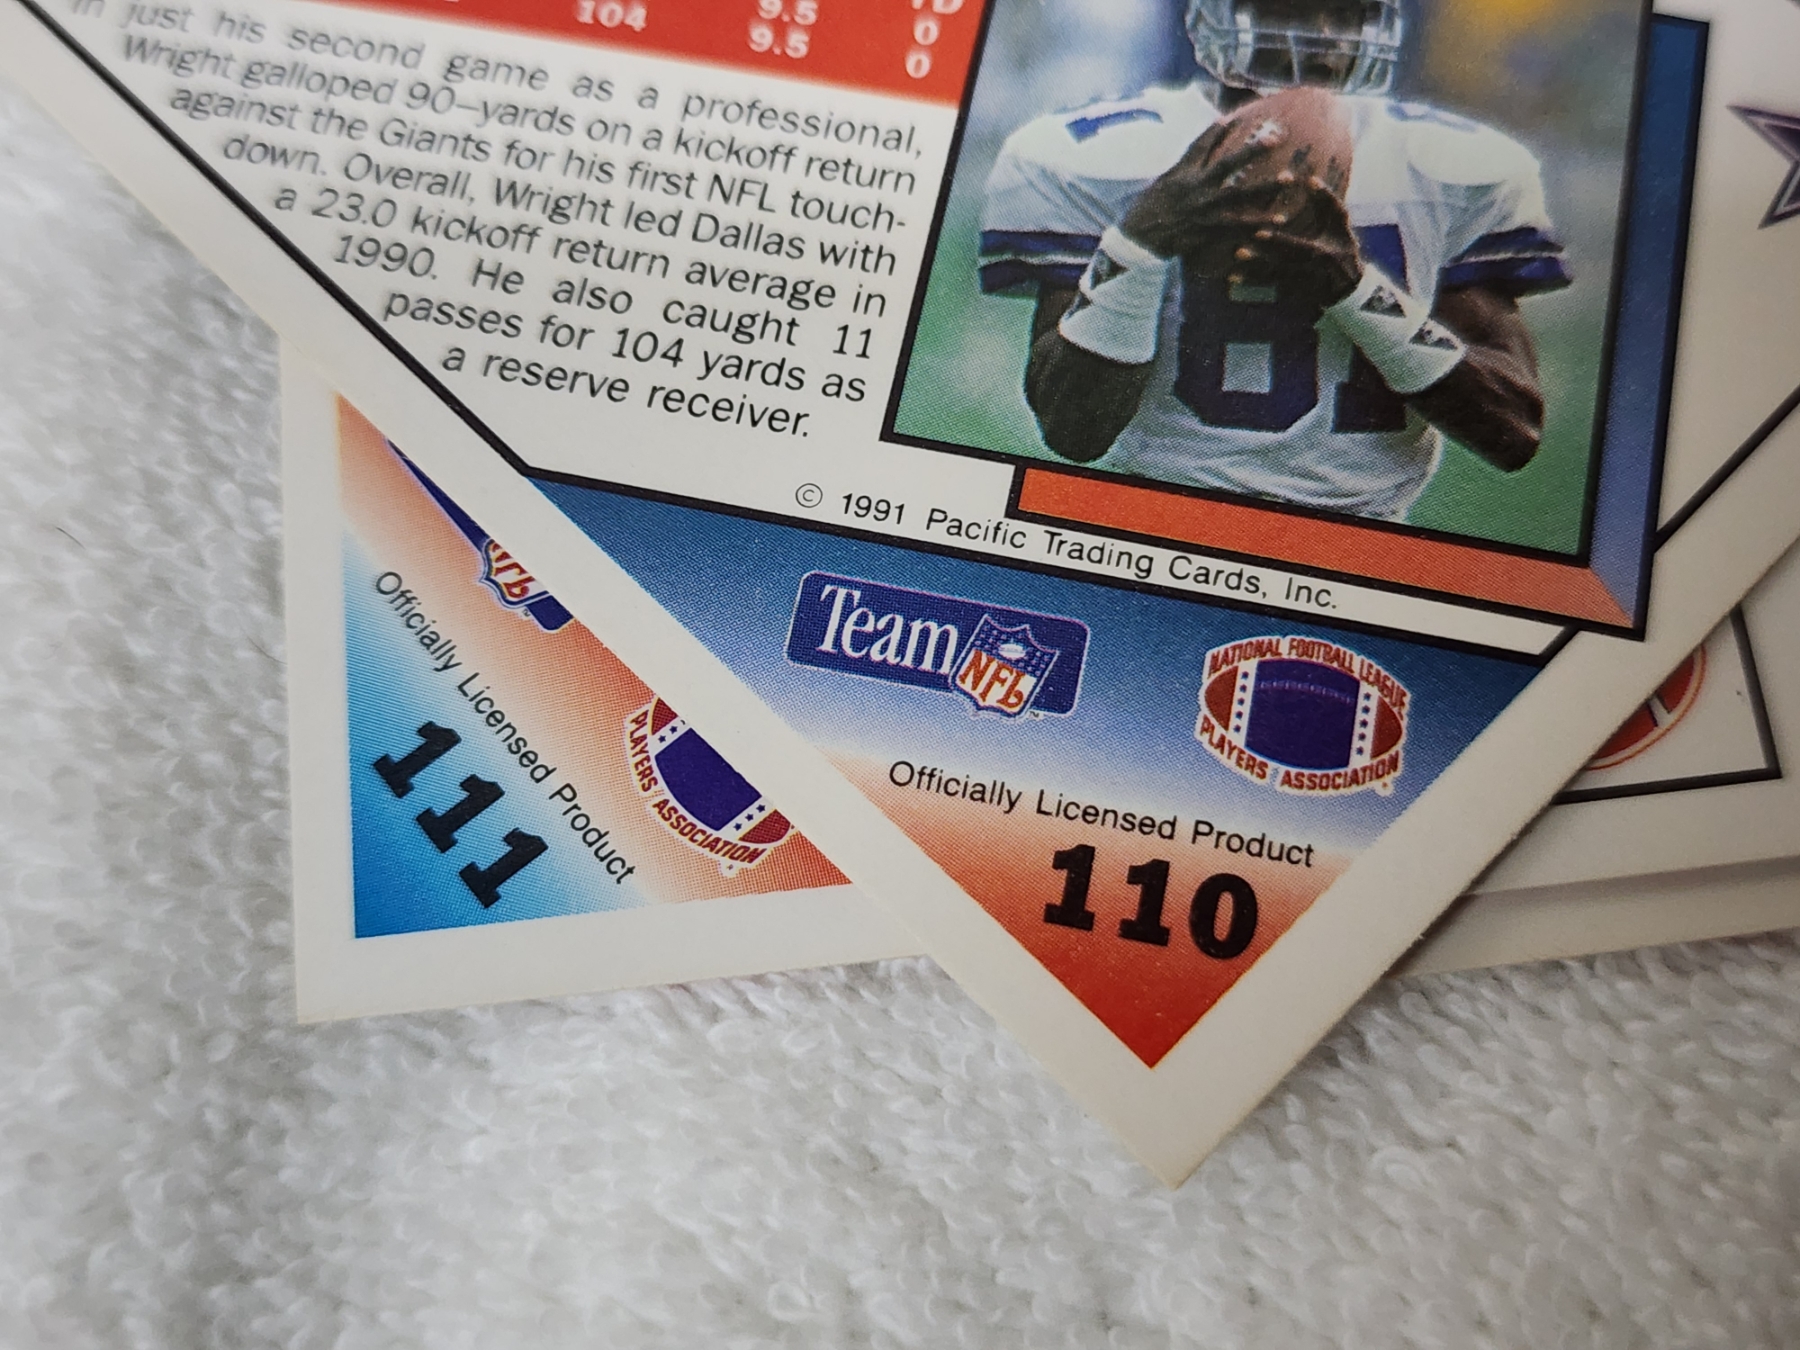 TD
9.5 0
104 9.5 0
in just his second game as a professional,
Wright galloped 90–yards on a kickoff return
against the Giants for his first NFL touch-
down. Overall, Wright led Dallas with
a 23.0 kickoff return average in
1990. He also caught 11
passes for 104 yards as
a reserve receiver.
81
© 1991 Pacific Trading Cards, Inc.
Team NFL
NATIONAL FOOTBALL LEAGUE
PLAYERS ASSOCIATION
Officially Licensed Product
110
PLAYERS ASSOCIATION
Officially Licensed Product
111